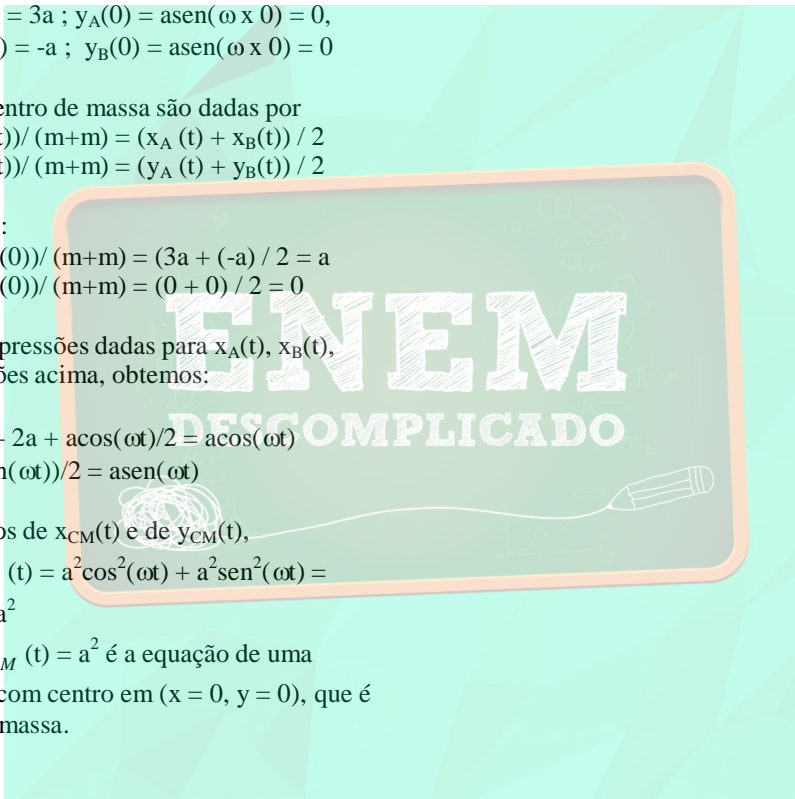 = 3a ; yA(0) = asen(ω x 0) = 0,
) = -a ; yB(0) = asen(ω x 0) = 0
entro de massa são dadas por
t))/ (m+m) = (xA (t) + xB(t)) / 2
t))/ (m+m) = (yA (t) + yB(t)) / 2
:
(0))/ (m+m) = (3a + (-a) / 2 = a
(0))/ (m+m) = (0 + 0) / 2 = 0
pressões dadas para xA(t), xB(t),
ões acima, obtemos:
- 2a + acos(ωt)/2 = acos(ωt)
n(ωt))/2 = asen(ωt)
os de xCM(t) e de yCM(t),
(t) = a²cos²(ωt) + a²sen²(ωt) =
a²
M (t) = a² é a equação de uma
com centro em (x = 0, y = 0), que é
massa.
ENEM
DESCOMPLICADO